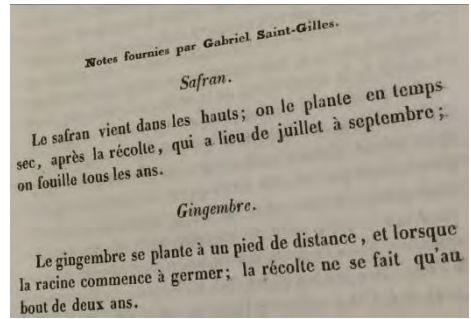 Notes fournies par Gabriel Saint-Gilles.
Safran.
Le safran vient dans les hauts; on le plante en temps
sec, après la récolte, qui a lieu de juillet à septembre;
on fouille tous les ans.
Gingembre.
Le gingembre se plante à un pied de distance, et lorsque
la racine commence à germer; la récolte ne se fait qu'au
bout de deux ans.